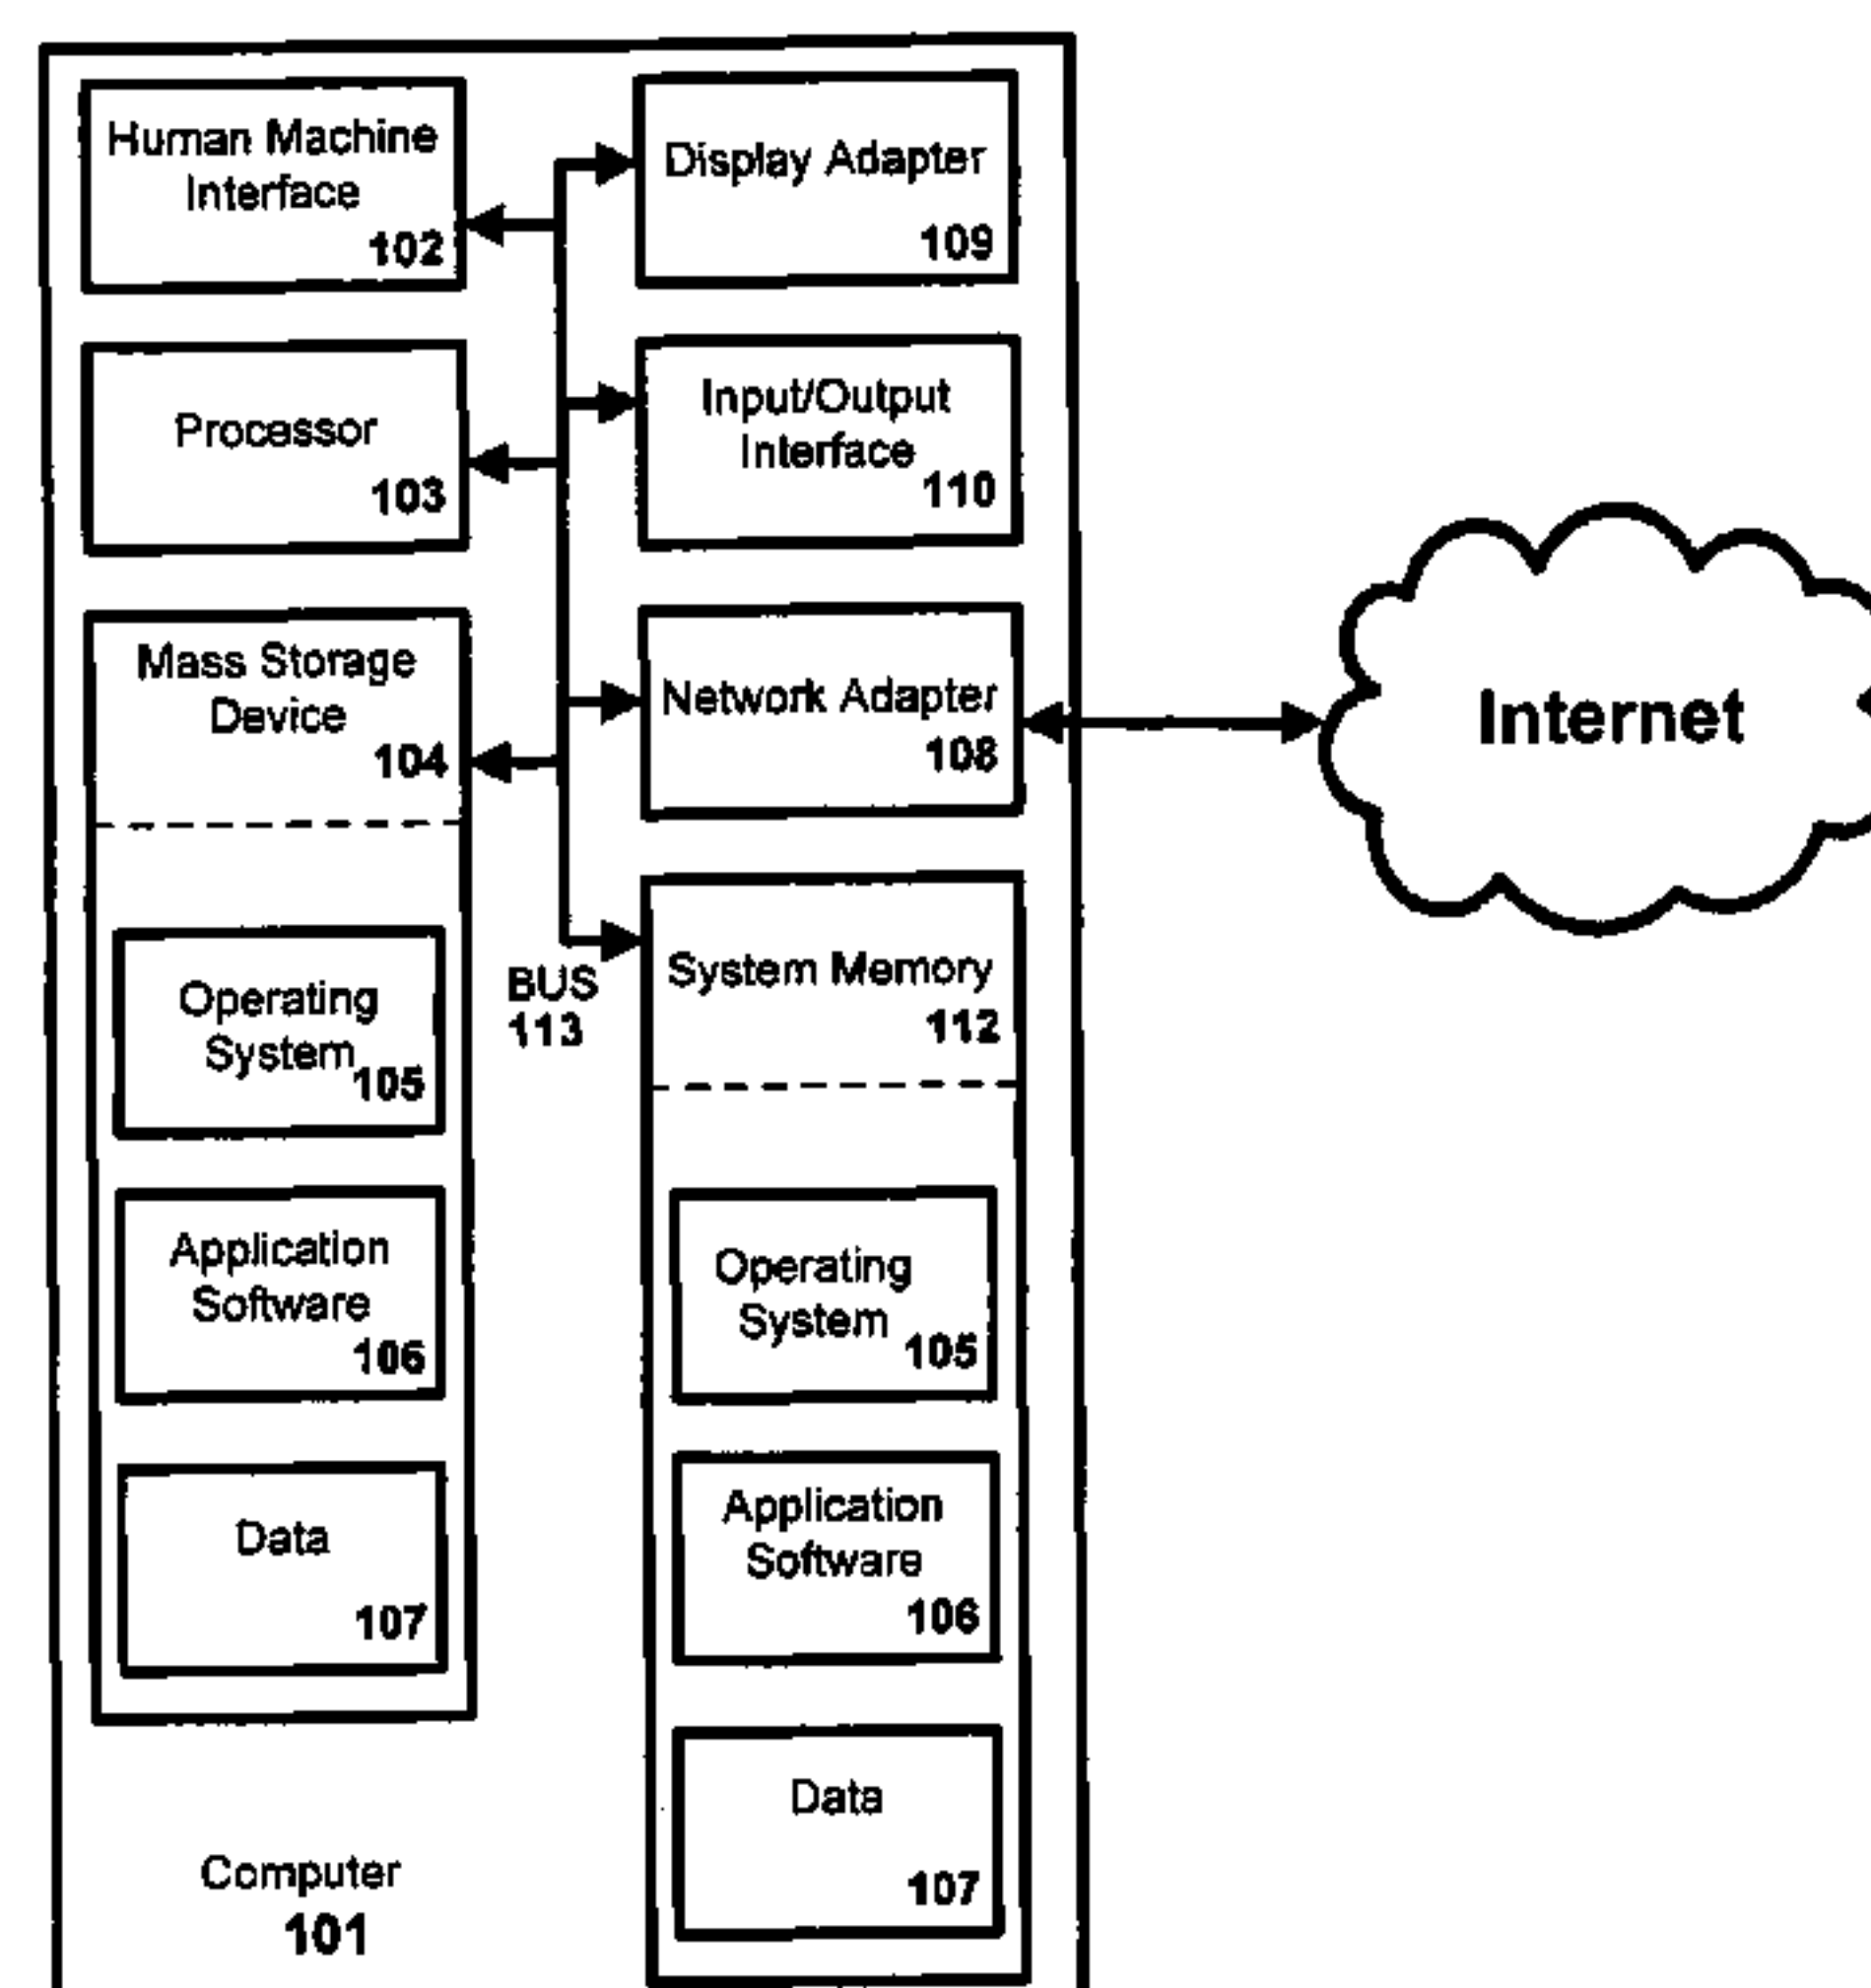 Human Machine
Interface
102
Display Adapter
109
Processor
103
Input/Output
Interface
110
Mass Storage
Device
104
Network Adapter
108
Internet
BUS
113
System Memory
112
Operating
System
105
Application
Software
106
Data
107
Operating
System
105
Application
Software
106
Data
107
Computer
101